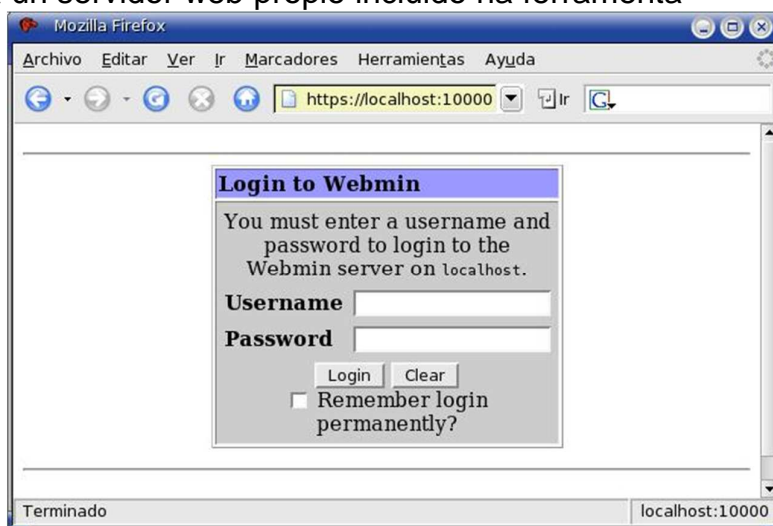 un servidor web propio incluido na ferramenta
Mozilla Firefox
Archivo Editar Ver Ir Marcadores Herramientas Ayuda
https://localhost:10000 Ir G
Login to Webmin
You must enter a username and
password to login to the
Webmin server on localhost.
Username
Password
Login Clear
Remember login
permanently?
Terminado localhost:10000